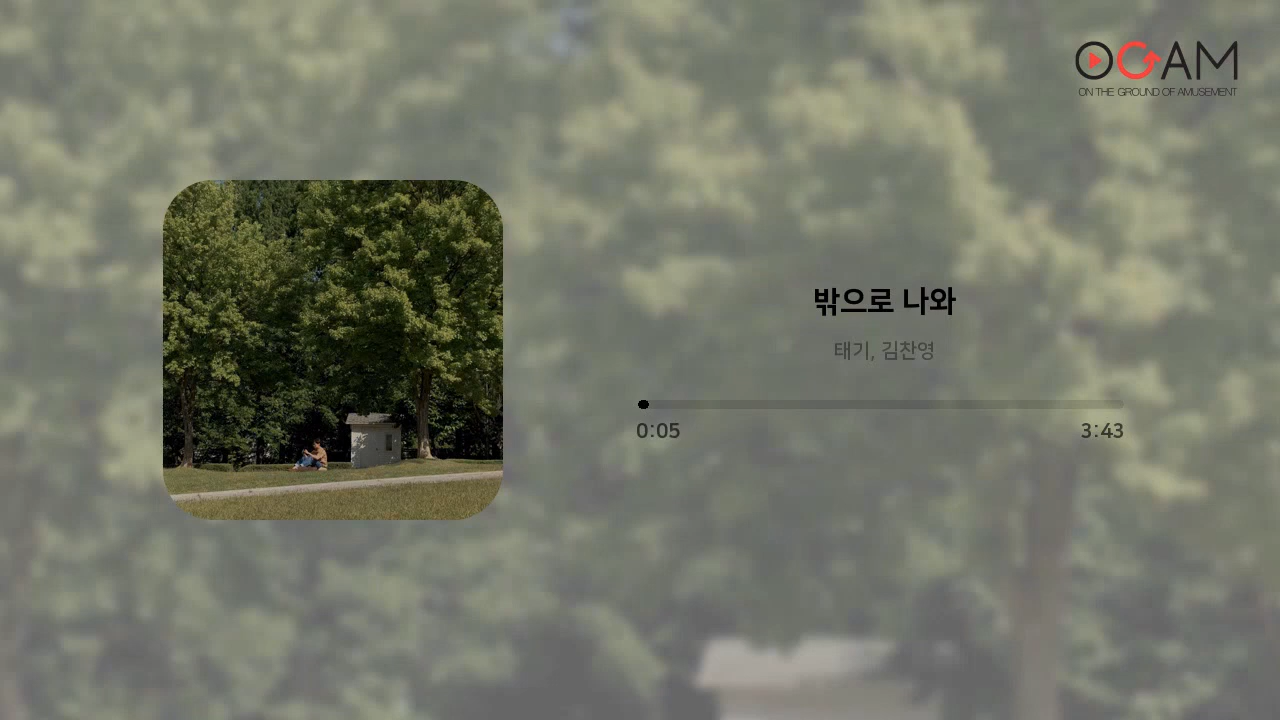 OGAM
ON THE GROUND OF AMUSEMENT
밖으로 나와
태기, 김찬영
0:05
3:43